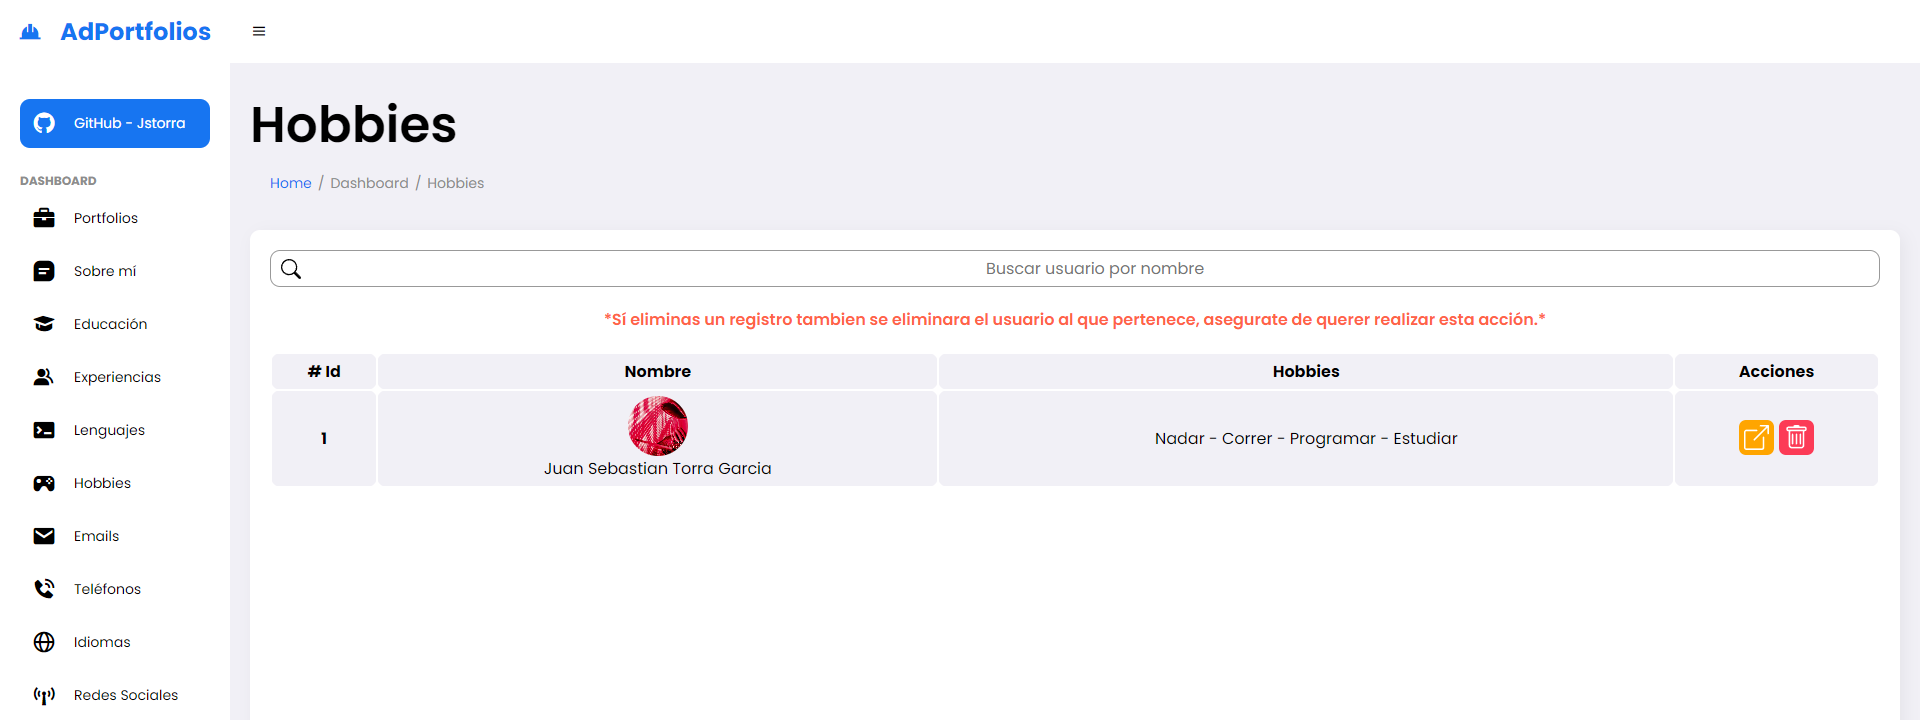 AdPortfolios
GitHub - Jstorra
DASHBOARD
Portfolios
Sobre mí
Educación
Experiencias
Lenguajes
Hobbies
Emails
Teléfonos
Idiomas
Redes Sociales
Hobbies
Home / Dashboard / Hobbies
Buscar usuario por nombre
*Sí eliminas un registro tambien se eliminara el usuario al que pertenece, asegurate de querer realizar esta acción.*
# Id Nombre Hobbies Acciones
1 Juan Sebastian Torra Garcia Nadar - Correr - Programar - Estudiar